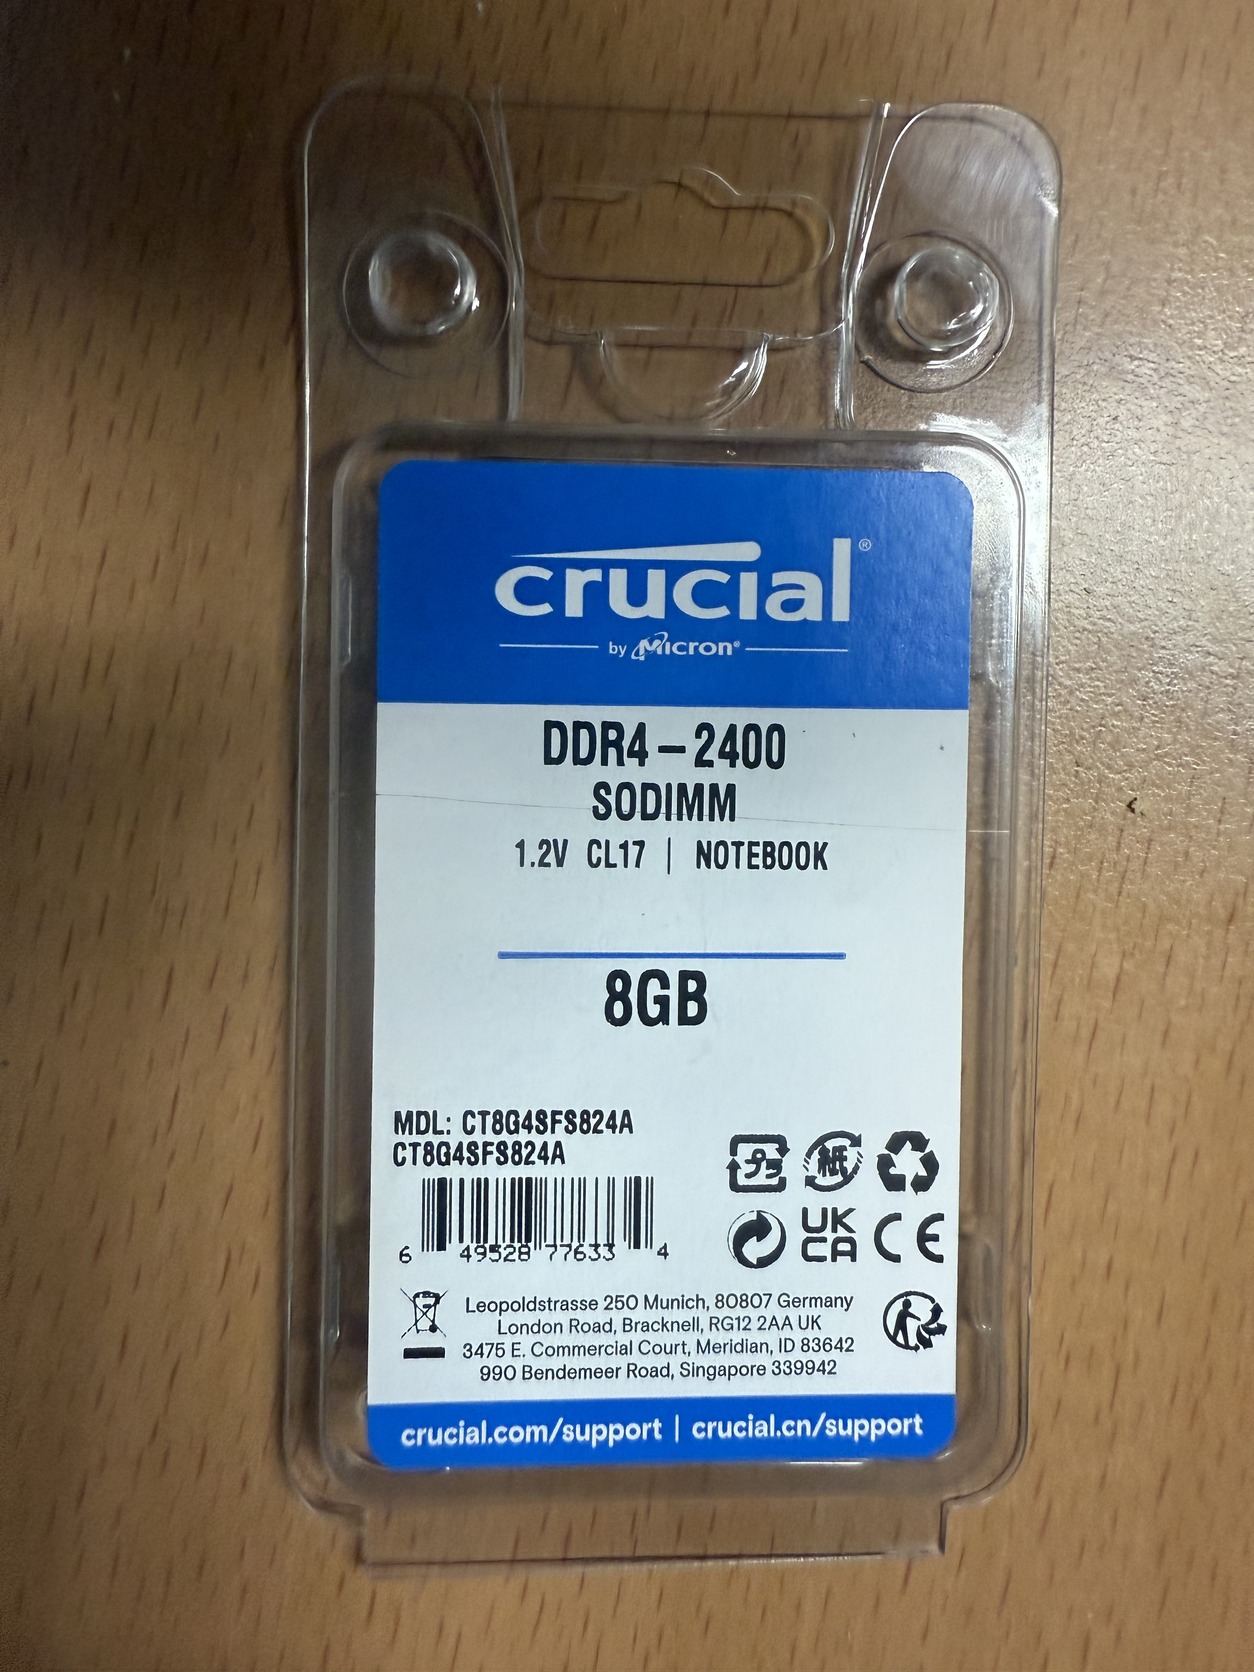 crucial®
by Micron®
DDR4-2400
SODIMM
1.2V CL17 | NOTEBOOK
8GB
MDL: CT8G4SFS824A
CT8G4SFS824A
6 49528 77633 4
UK
CA
CE
Leopoldstrasse 250 Munich, 80807 Germany
London Road, Bracknell, RG12 2AA UK
3475 E. Commercial Court, Meridian, ID 83642
990 Bendemeer Road, Singapore 339942
crucial.com/support | crucial.cn/support